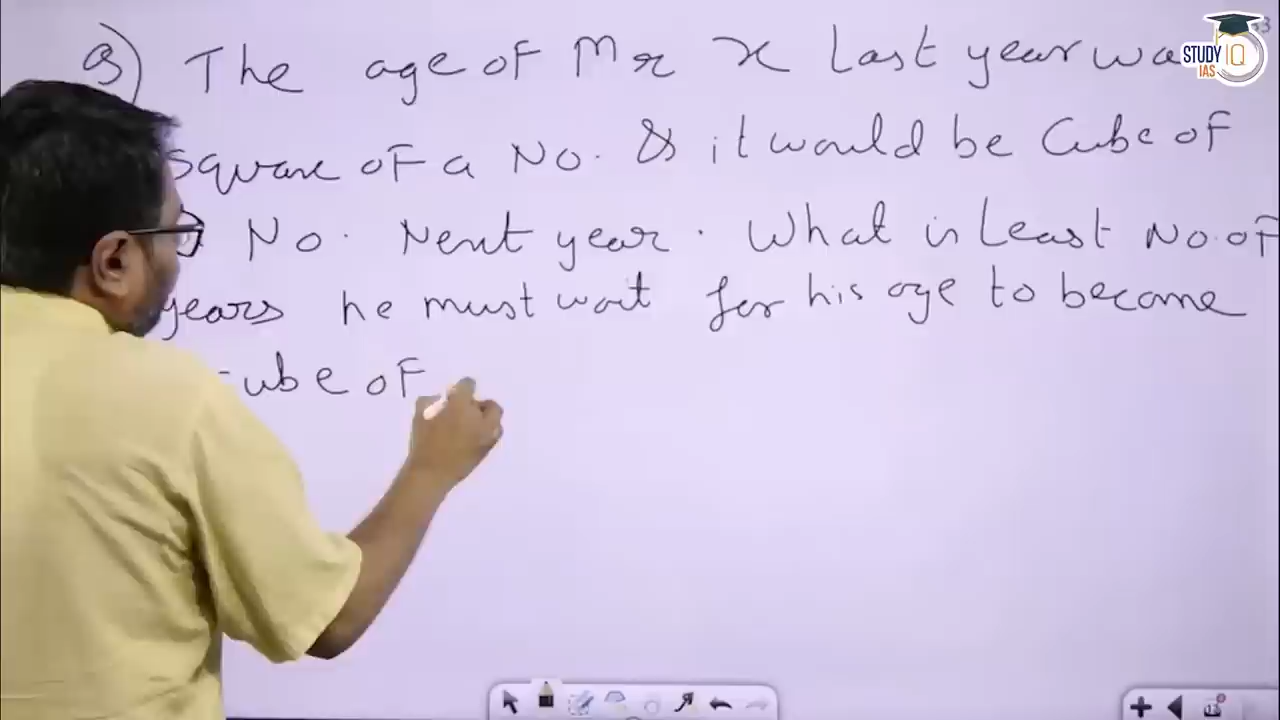 Q) The age of Mr x last year wa
square of a No. & it would be Cube of
No. Next year. What is least No. of
years he must wait for his age to become
cube of
STUDY IQ
IAS